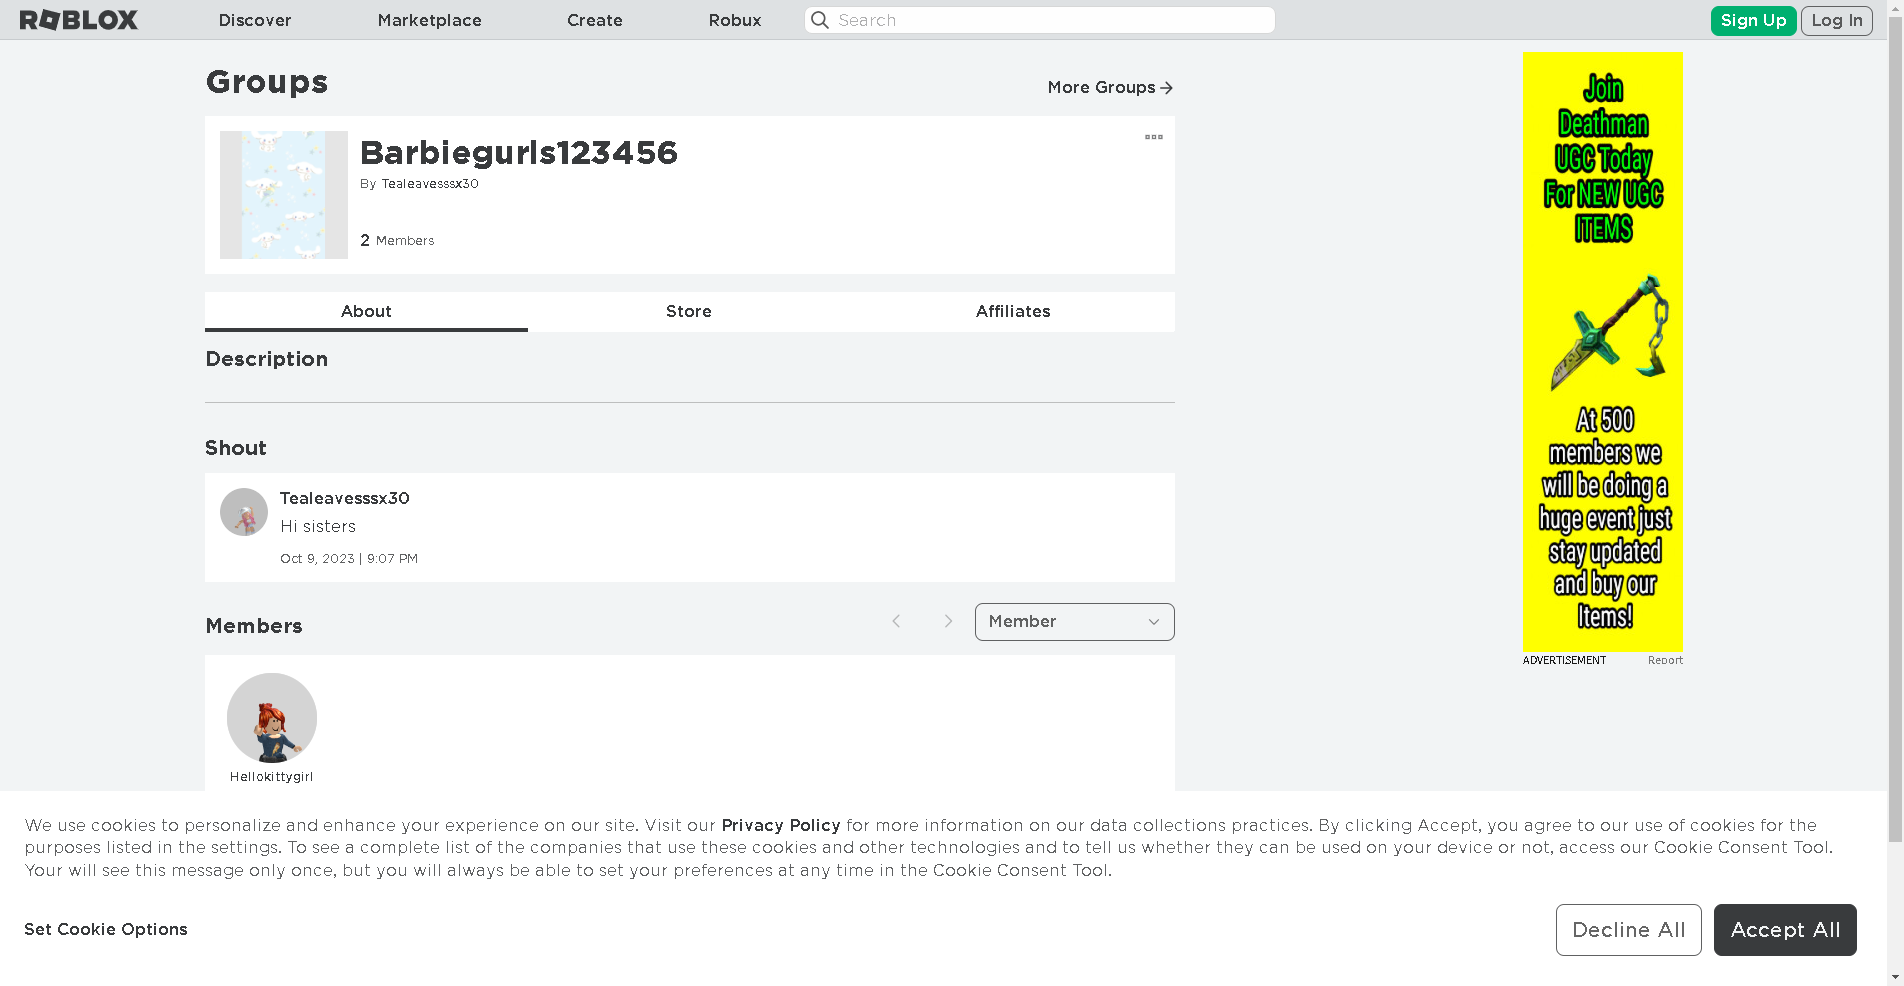 ROBLOX Discover Marketplace Create Robux Search Sign Up Log In
Groups
More Groups
Barbiegurls123456
By Tealeavesssx30
2 Members
About Store Affiliates
Description
Shout
Tealeavesssx30
Hi sisters
Oct 9, 2023 | 9:07 PM
Members
Member
Hellokittygirl
Join
Deathman
UGC Today
For NEW UGC
ITEMS
At 500
members we
will be doing a
huge event just
stay updated
and buy our
Items!
ADVERTISEMENT Report
We use cookies to personalize and enhance your experience on our site. Visit our Privacy Policy for more information on our data collections practices. By clicking Accept, you agree to our use of cookies for the
purposes listed in the settings. To see a complete list of the companies that use these cookies and other technologies and to tell us whether they can be used on your device or not, access our Cookie Consent Tool.
Your will see this message only once, but you will always be able to set your preferences at any time in the Cookie Consent Tool.
Set Cookie Options
Decline All
Accept All